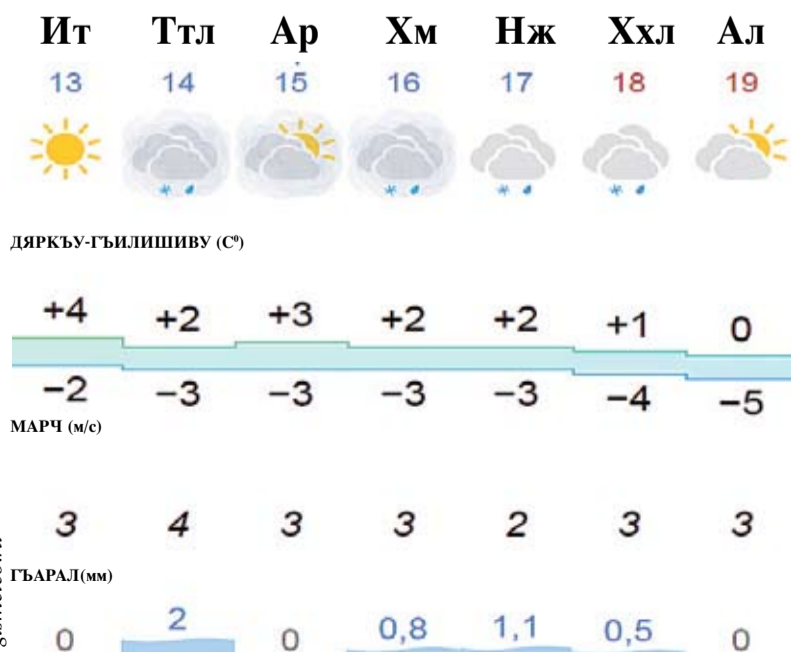 Ит Ттл Ар Хм Нж Ххл Ал
13 14 15 16 17 18 19
ДЯРКЪУ-ГЪИЛИШИВУ (С⁰)
+4 +2 +3 +2 +2 +1 0
−2 −3 −3 −3 −3 −4 −5
МАРЧ (м/с)
3 4 3 3 2 3 3
ГЪАРАЛ(мм)
0 2 0 0,8 1,1 0,5 0